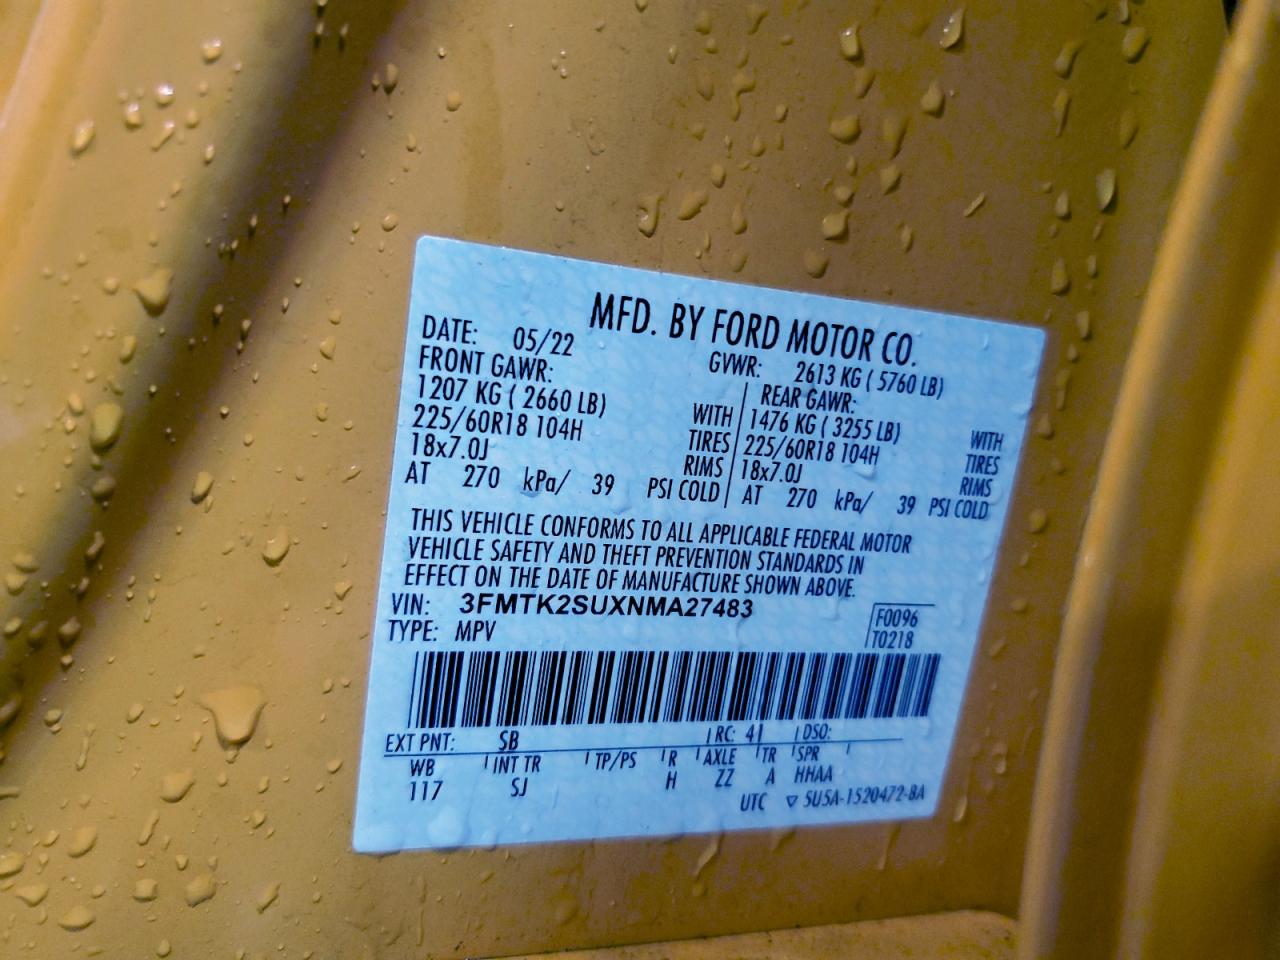 MFD. BY FORD MOTOR CO.
DATE: 05/22 GVWR: 2613 KG ( 5760 LB)
FRONT GAWR: REAR GAWR:
1207 KG ( 2660 LB) WITH 1476 KG ( 3255 LB) WITH
225/60R18 104H TIRES 225/60R18 104H TIRES
18x7.0J RIMS 18x7.0J RIMS
AT 270 kPa/ 39 PSI COLD AT 270 kPa/ 39 PSI COLD
THIS VEHICLE CONFORMS TO ALL APPLICABLE FEDERAL MOTOR
VEHICLE SAFETY AND THEFT PREVENTION STANDARDS IN
EFFECT ON THE DATE OF MANUFACTURE SHOWN ABOVE.
VIN: 3FMTK2SUXNMA27483 F0096
TYPE: MPV T0218
EXT PNT: SB RC: 41 DSO:
WB INT TR TP/PS R AXLE TR SPR
117 SJ H ZZ A HHAA
UTC ▽ 5U5A-1520472-BA